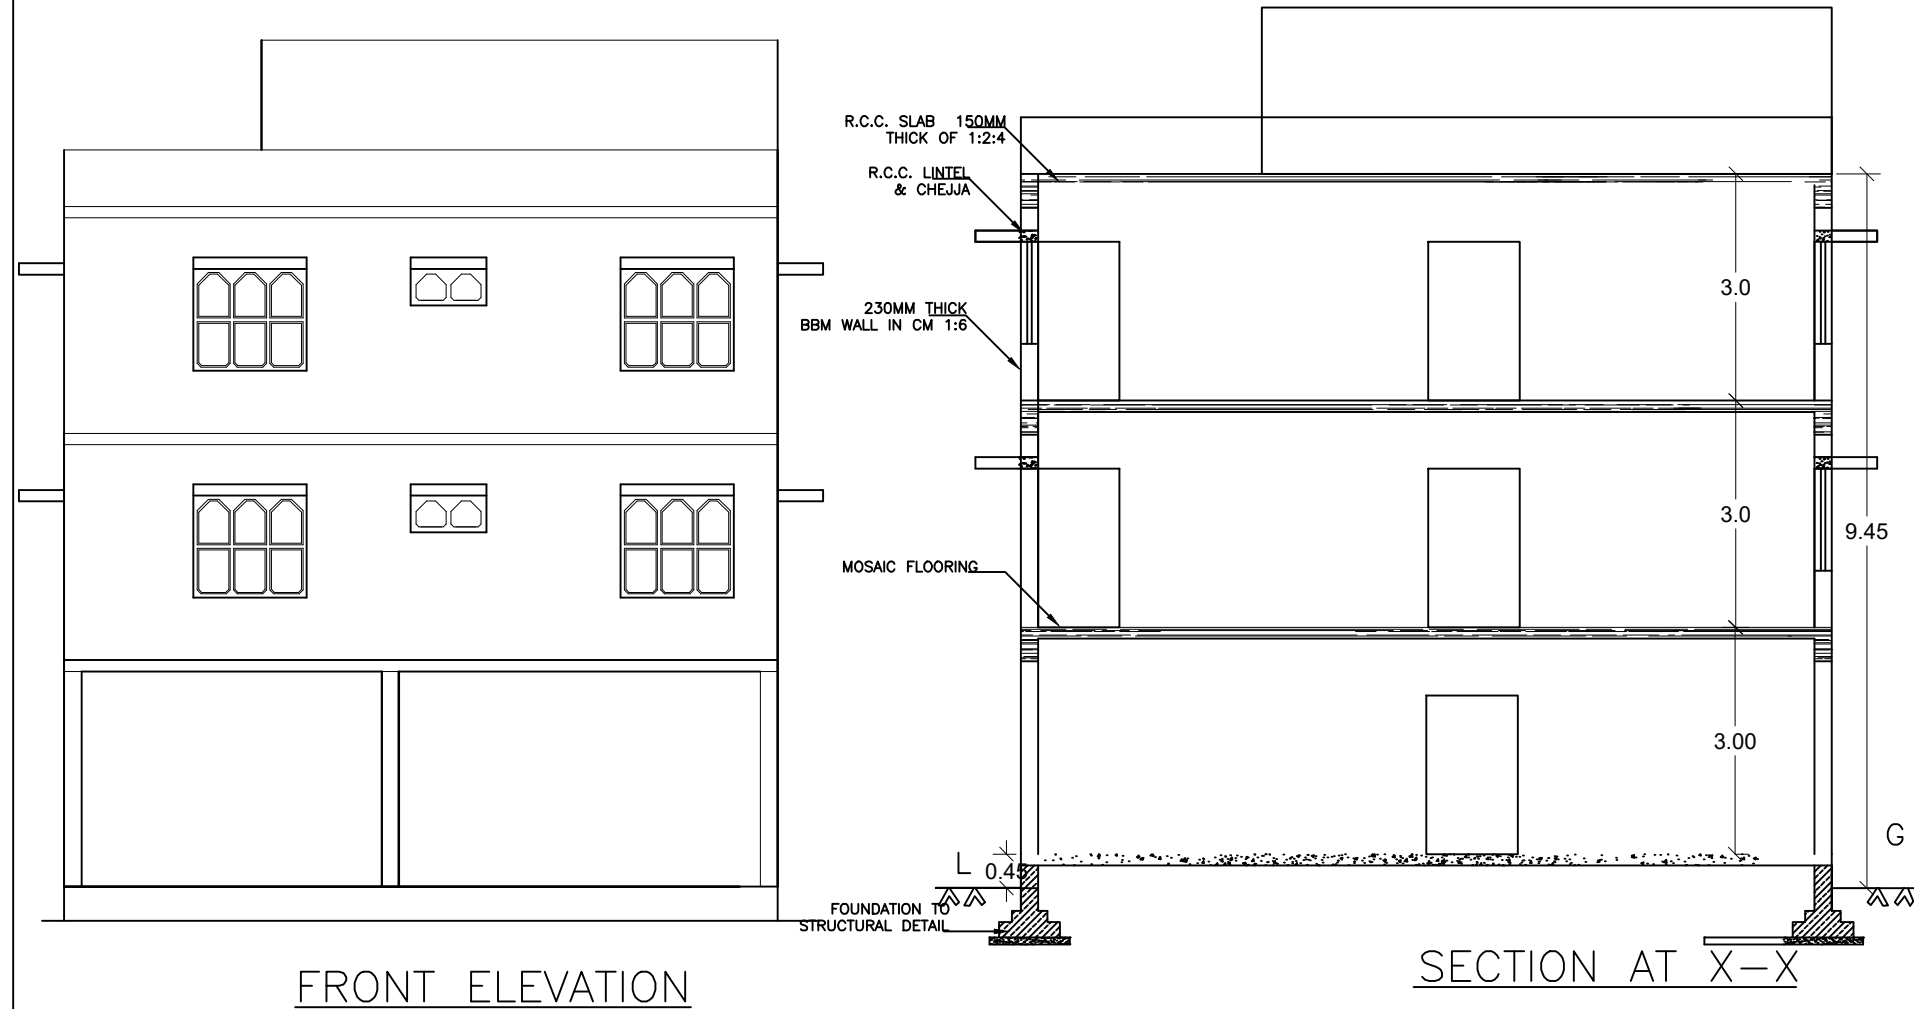 R.C.C. SLAB 150MM
THICK OF 1:2:4
R.C.C. LINTEL
& CHEJJA
230MM THICK
BBM WALL IN CM 1:6
MOSAIC FLOORING
FOUNDATION TO
STRUCTURAL DETAIL
3.0
3.0
3.00
9.45
L
0.45
G
FRONT ELEVATION
SECTION AT X-X